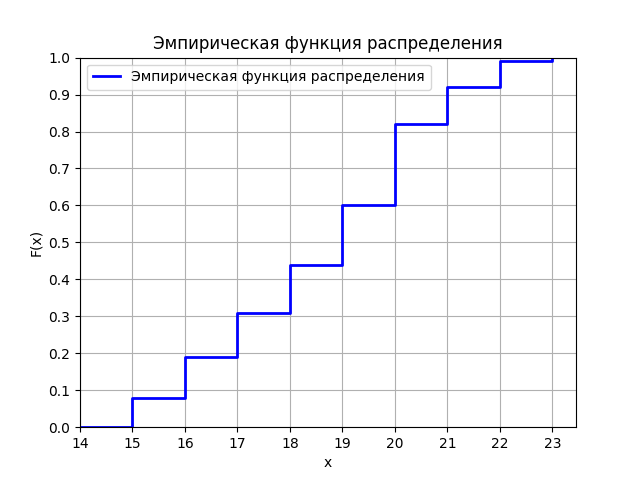 Эмпирическая функция распределения
Эмпирическая функция распределения
F(x)
1.0
0.9
0.8
0.7
0.6
0.5
0.4
0.3
0.2
0.1
0.0
14 15 16 17 18 19 20 21 22 23
x